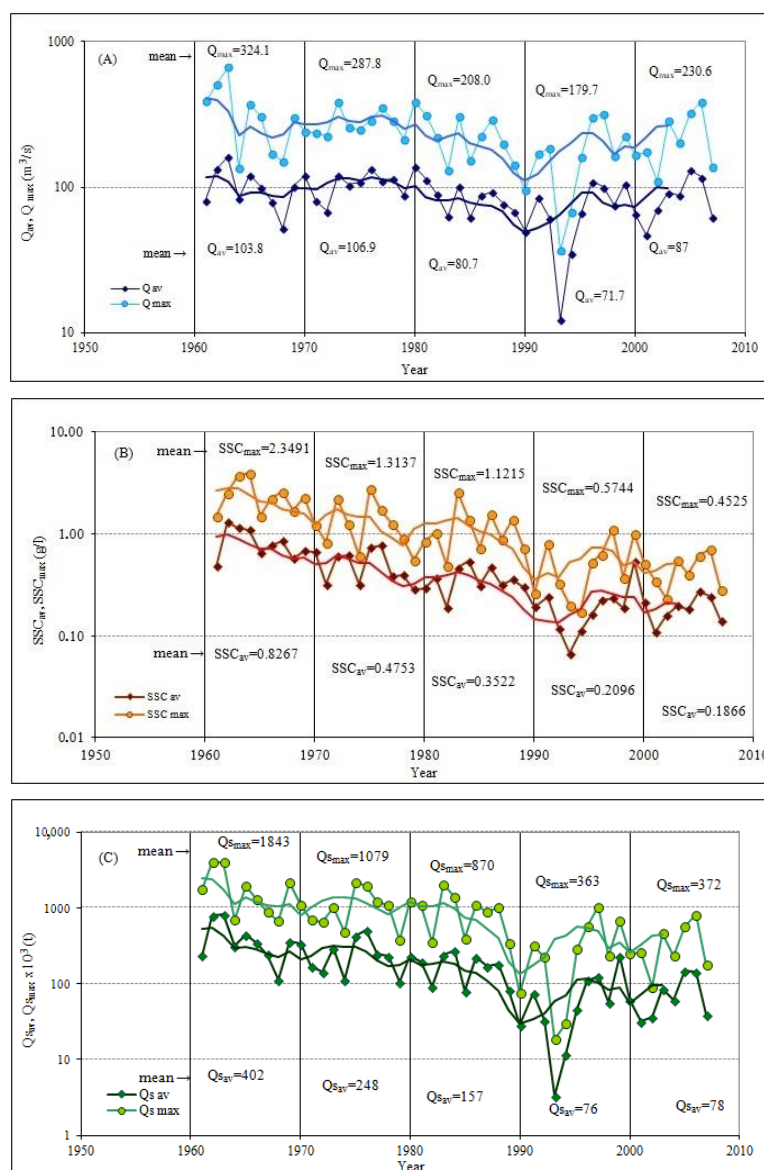 1000
mean →
(A)
Qmax=324.1
Qmax=287.8
Qmax=208.0
Qmax=179.7
Qmax=230.6
Qav, Q max (m³/s)
100
mean →
Qav=103.8
Qav=106.9
Qav=80.7
Qav=71.7
Qav=87
Q av
Q max
10
1950 1960 1970 1980 1990 2000 2010
Year
10.00
mean →
(B)
SSCmax=2.3491
SSCmax=1.3137
SSCmax=1.1215
SSCmax=0.5744
SSCmax=0.4525
SSCav, SSCmax (g/l)
1.00
0.10
mean →
SSCav=0.8267
SSCav=0.4753
SSCav=0.3522
SSCav=0.2096
SSCav=0.1866
SSC av
SSC max
0.01
1950 1960 1970 1980 1990 2000 2010
Year
10,000
mean →
(C)
Qsmax=1843
Qsmax=1079
Qsmax=870
Qsmax=363
Qsmax=372
Qsav, Qsmax x10³ (t)
1000
100
10
mean →
Qsav=402
Qsav=248
Qsav=157
Qsav=76
Qsav=78
Qs av
Qs max
1
1950 1960 1970 1980 1990 2000 2010
Year